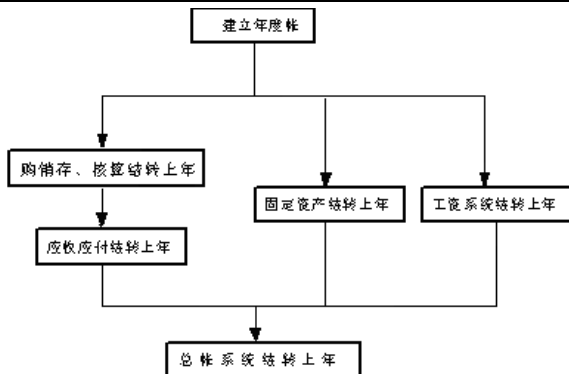 建立年度帐
购销存、核算结转上年
固定资产结转上年
工资系统结转上年
应收应付结转上年
总帐系统结转上年